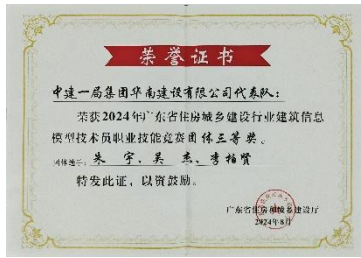 荣誉证书
中建一局集团华南建设有限公司代表队：
荣获2024年广东省住房城乡建设行业建筑信息
模型技术员职业技能竞赛团体三等奖。
团体选手：朱宇、吴杰、李柏贤
特发此证，以资鼓励。
广东省住房和城乡建设厅
2024年8月